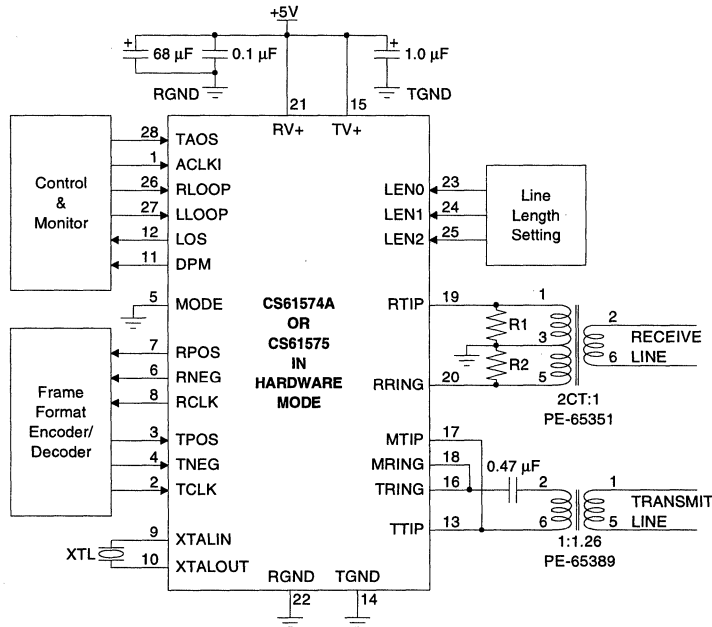 +5V
+ 68 µF 0.1 µF + 1.0 µF
RGND TGND
21 15
RV+ TV+
Control
&
Monitor
28 TAOS
1 ACLKI
26 RLOOP
27 LLOOP
12 LOS
11 DPM
5 MODE
LEN0 23
LEN1 24
LEN2 25
Line
Length
Setting
CS61574A
OR
CS61575
IN
HARDWARE
MODE
Frame
Format
Encoder/
Decoder
7 RPOS
6 RNEG
8 RCLK
3 TPOS
4 TNEG
2 TCLK
XTL
9 XTALIN
10 XTALOUT
RTIP 19
R1
R2
RRING 20
1
3
5
2
6
RECEIVE
LINE
2CT:1
PE-65351
MTIP 17
MRING 18
TRING 16
TTIP 13
0.47 µF
2
6
1
5
TRANSMIT
LINE
1:1.26
PE-65389
RGND TGND
22 14